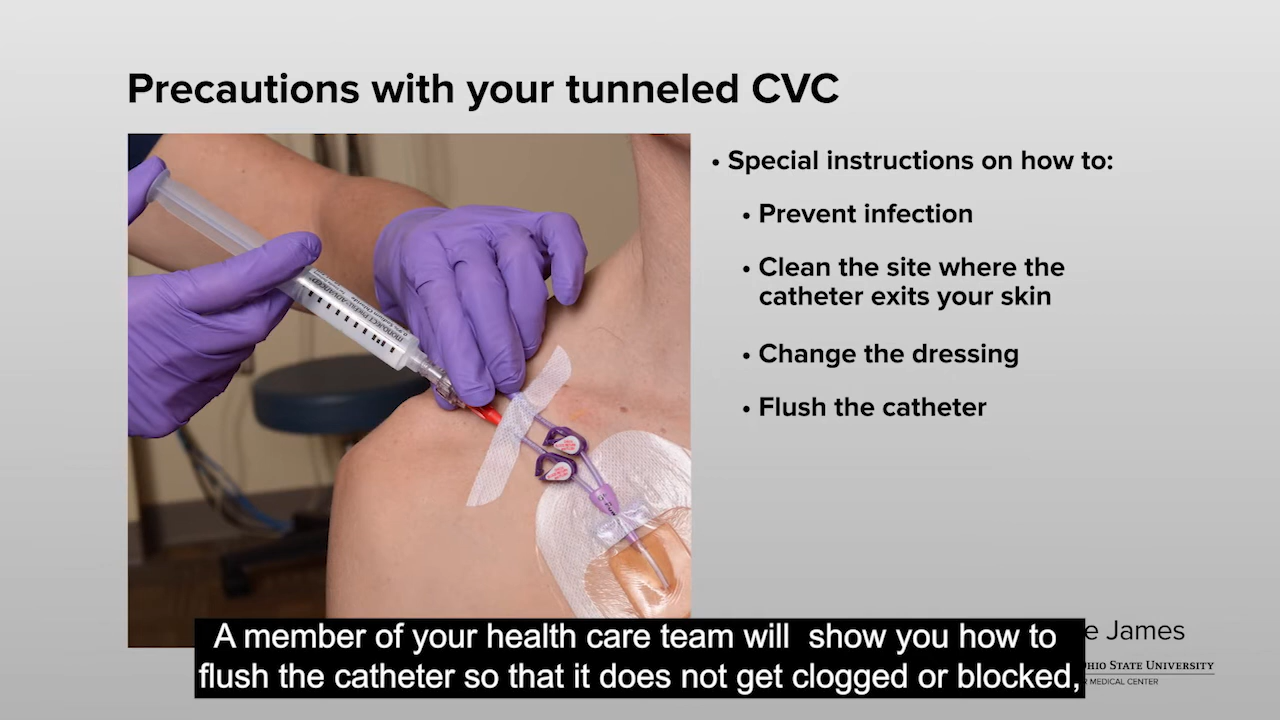 Precautions with your tunneled CVC
• Special instructions on how to:
• Prevent infection
• Clean the site where the
catheter exits your skin
• Change the dressing
• Flush the catheter
e James
Ohio State University
Medical Center
A member of your health care team will show you how to
flush the catheter so that it does not get clogged or blocked,